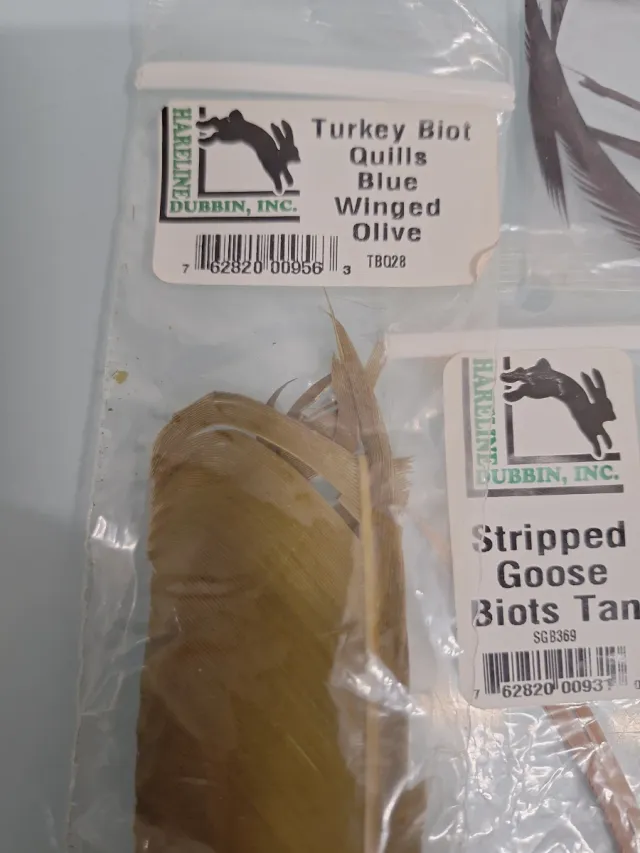 HARELINE
DUBBIN, INC.
Turkey Biot
Quills
Blue
Winged
Olive
TBQ28
7 62820 00956 3
HARELINE
DUBBIN, INC.
Stripped
Goose
Biots Tan
SGB369
7 62820 0093